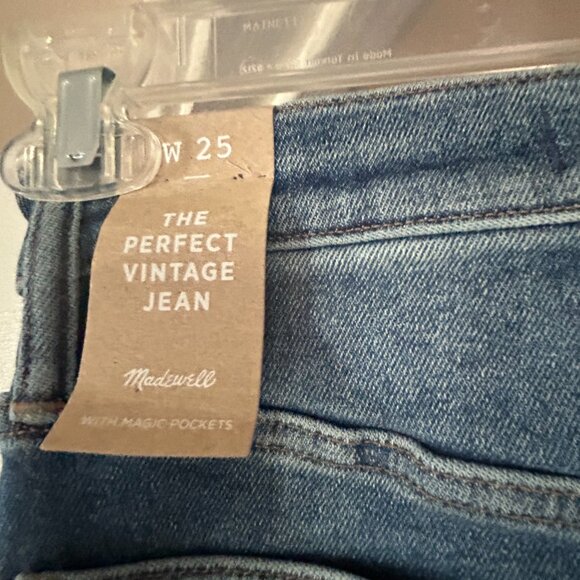 W 25
THE
PERFECT
VINTAGE
JEAN
Madewell
WITH MAGIC POCKETS